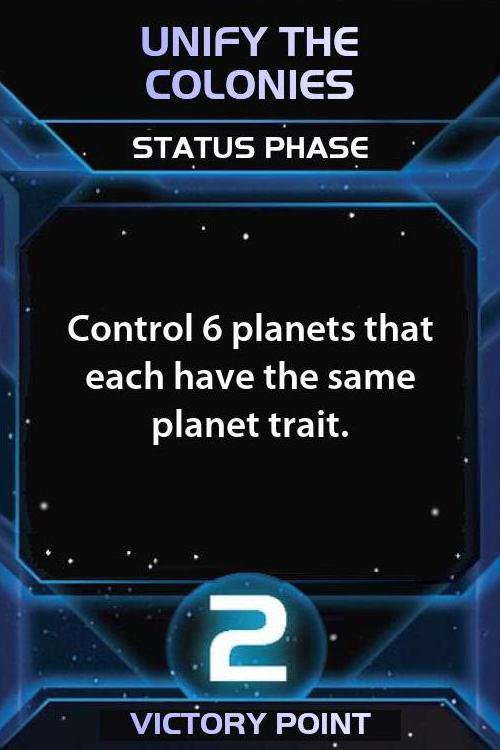 UNIFY THE
COLONIES
STATUS PHASE
Control 6 planets that
each have the same
planet trait.
2
VICTORY POINT